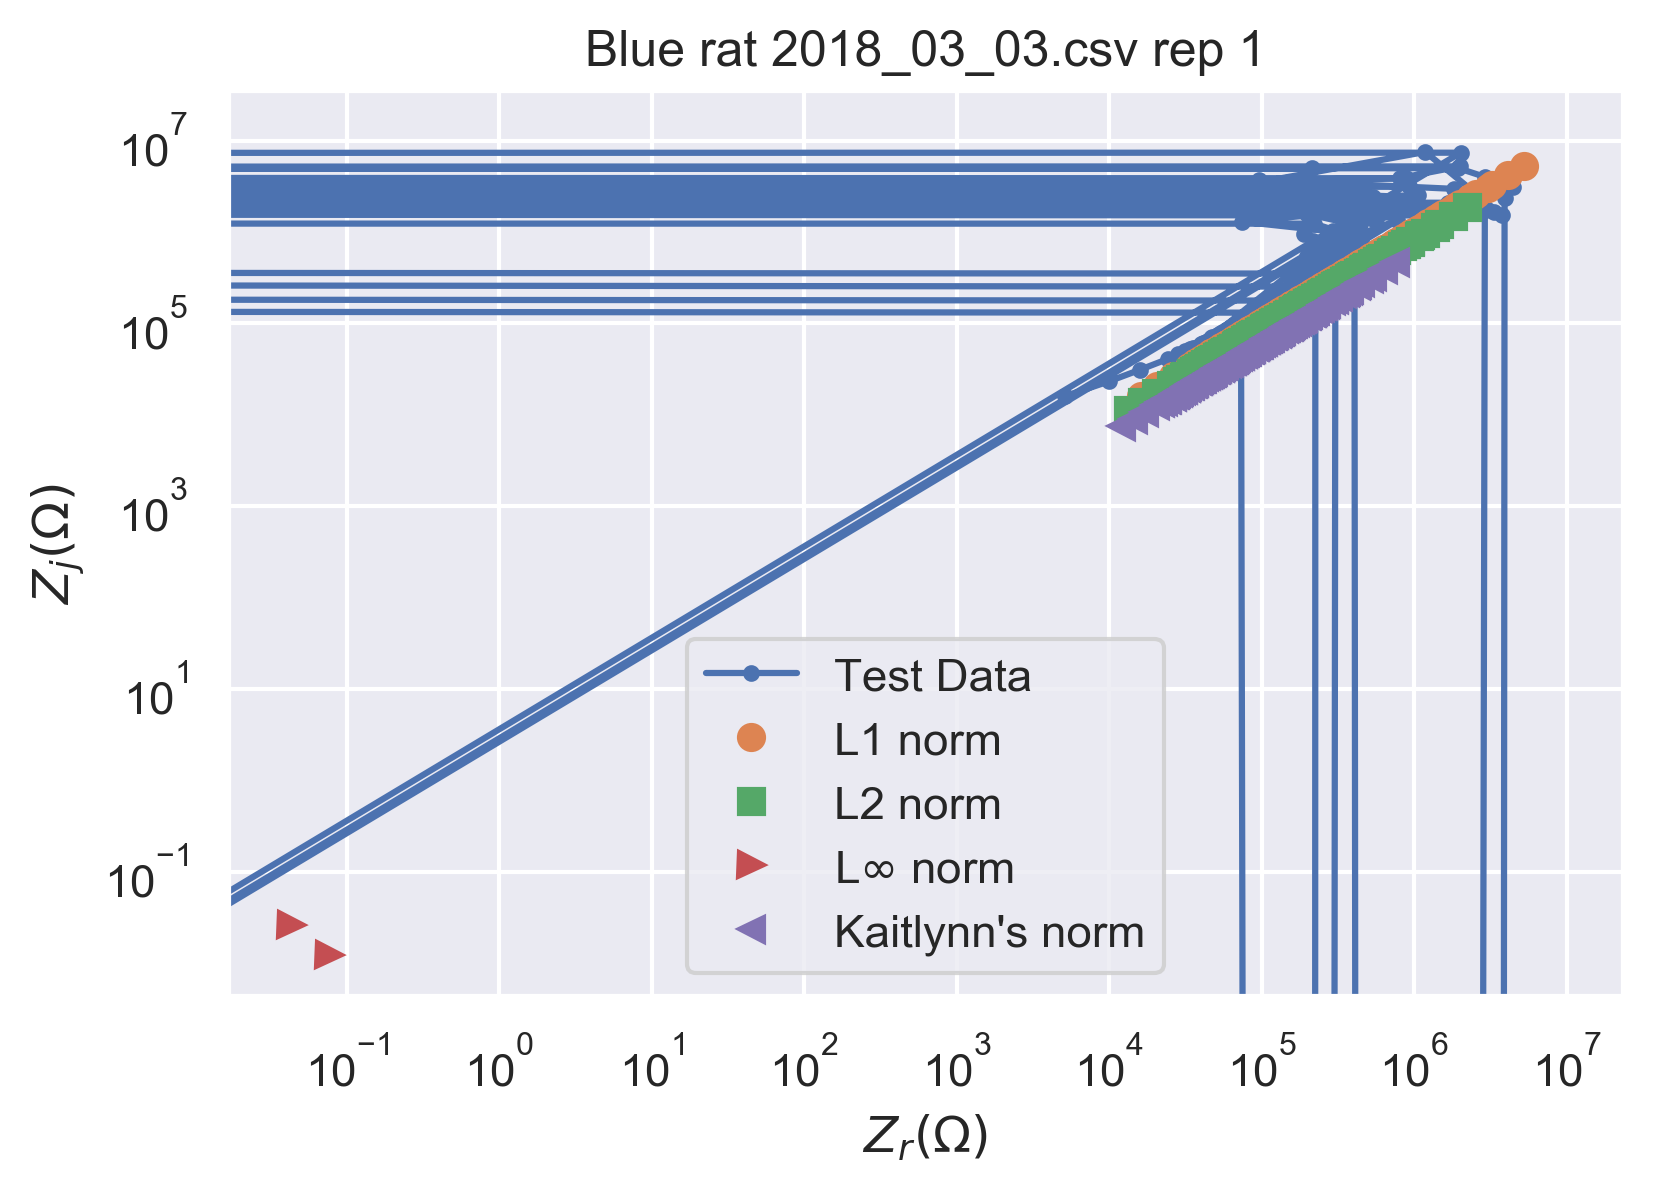 Blue rat 2018_03_03.csv rep 1
10^7
10^5
10^3
10^1
10^−1
Z_j(Ω)
Test Data
L1 norm
L2 norm
L∞ norm
Kaitlynn's norm
10^−1 10^0 10^1 10^2 10^3 10^4 10^5 10^6 10^7
Z_r(Ω)